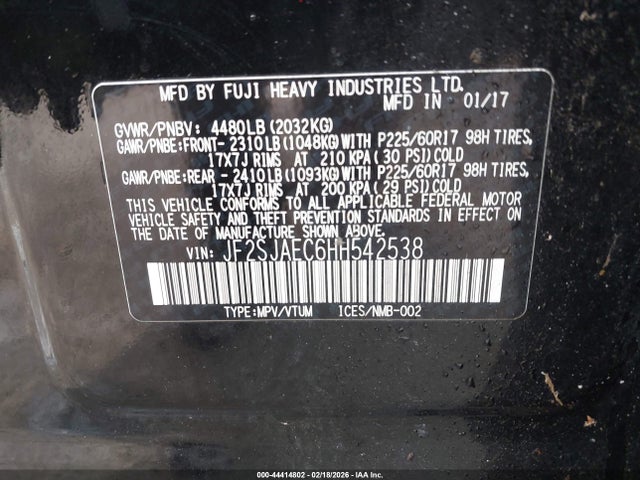 MFD BY FUJI HEAVY INDUSTRIES LTD.
MFD IN 01/17
GVWR/PNBV: 4480LB (2032KG)
GAWR/PNBE:FRONT- 2310LB (1048KG) WITH P225/60R17 98H TIRES,
17X7J RIMS AT 210 KPA (30 PSI) COLD
GAWR/PNBE:REAR - 2410LB (1093KG) WITH P225/60R17 98H TIRES,
17X7J RIMS AT 200 KPA (29 PSI) COLD
THIS VEHICLE CONFORMS TO ALL APPLICABLE FEDERAL MOTOR
VEHICLE SAFETY AND THEFT PREVENTION STANDARDS IN EFFECT ON
THE DATE OF MANUFACTURE SHOWN ABOVE.
VIN: JF2SJAEC6HH542538
TYPE:MPV/VTUM ICES/NMB-002
000-44414802 - 02/18/2026 - IAA Inc.